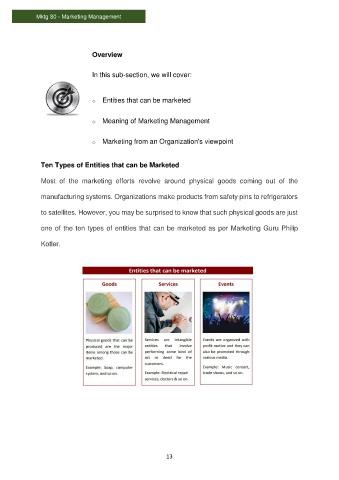 Mktg 80 - Marketing Management
Overview
In this sub-section, we will cover:
o Entities that can be marketed
o Meaning of Marketing Management
o Marketing from an Organization's viewpoint
Ten Types of Entities that can be Marketed
Most of the marketing efforts revolve around physical goods coming out of the
manufacturing systems. Organizations make products from safety pins to refrigerators
to satellites. However, you may be surprised to know that such physical goods are just
one of the ten types of entities that can be marketed as per Marketing Guru Philip
Kotler.
Entities that can be marketed
Goods
Physical goods that can be
produced are the major
items among those can be
marketed.
Example: Soap, computer
system, and so on.
Services
Services are intangible
entities that involve
performing some kind of
act or deed for the
customers.
Example: Electrical repair
services, doctors & so on.
Events
Events are organized with
profit motive and they can
also be promoted through
various media.
Example: Music concert,
trade shows, and so on.
13